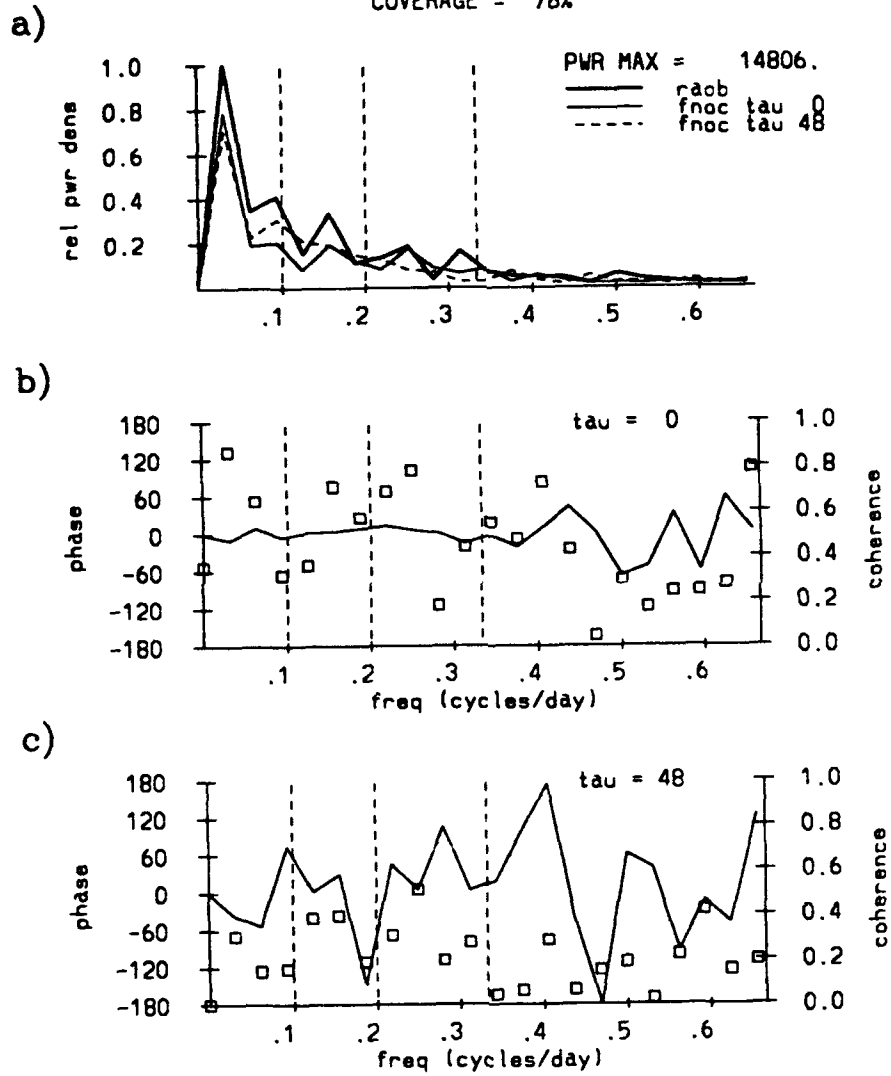 COVERAGE = 78%
a)
PWR MAX = 14806.
raob
fnoc tau 0
fnoc tau 48
rel pwr dens
1.0
0.8
0.6
0.4
0.2
.1 .2 .3 .4 .5 .6
b)
tau = 0
phase
180
120
60
0
-60
-120
-180
1.0
0.8
0.6
0.4
0.2
0.0
coherence
.1 .2 .3 .4 .5 .6
freq (cycles/day)
c)
tau = 48
phase
180
120
60
0
-60
-120
-180
1.0
0.8
0.6
0.4
0.2
0.0
coherence
.1 .2 .3 .4 .5 .6
freq (cycles/day)